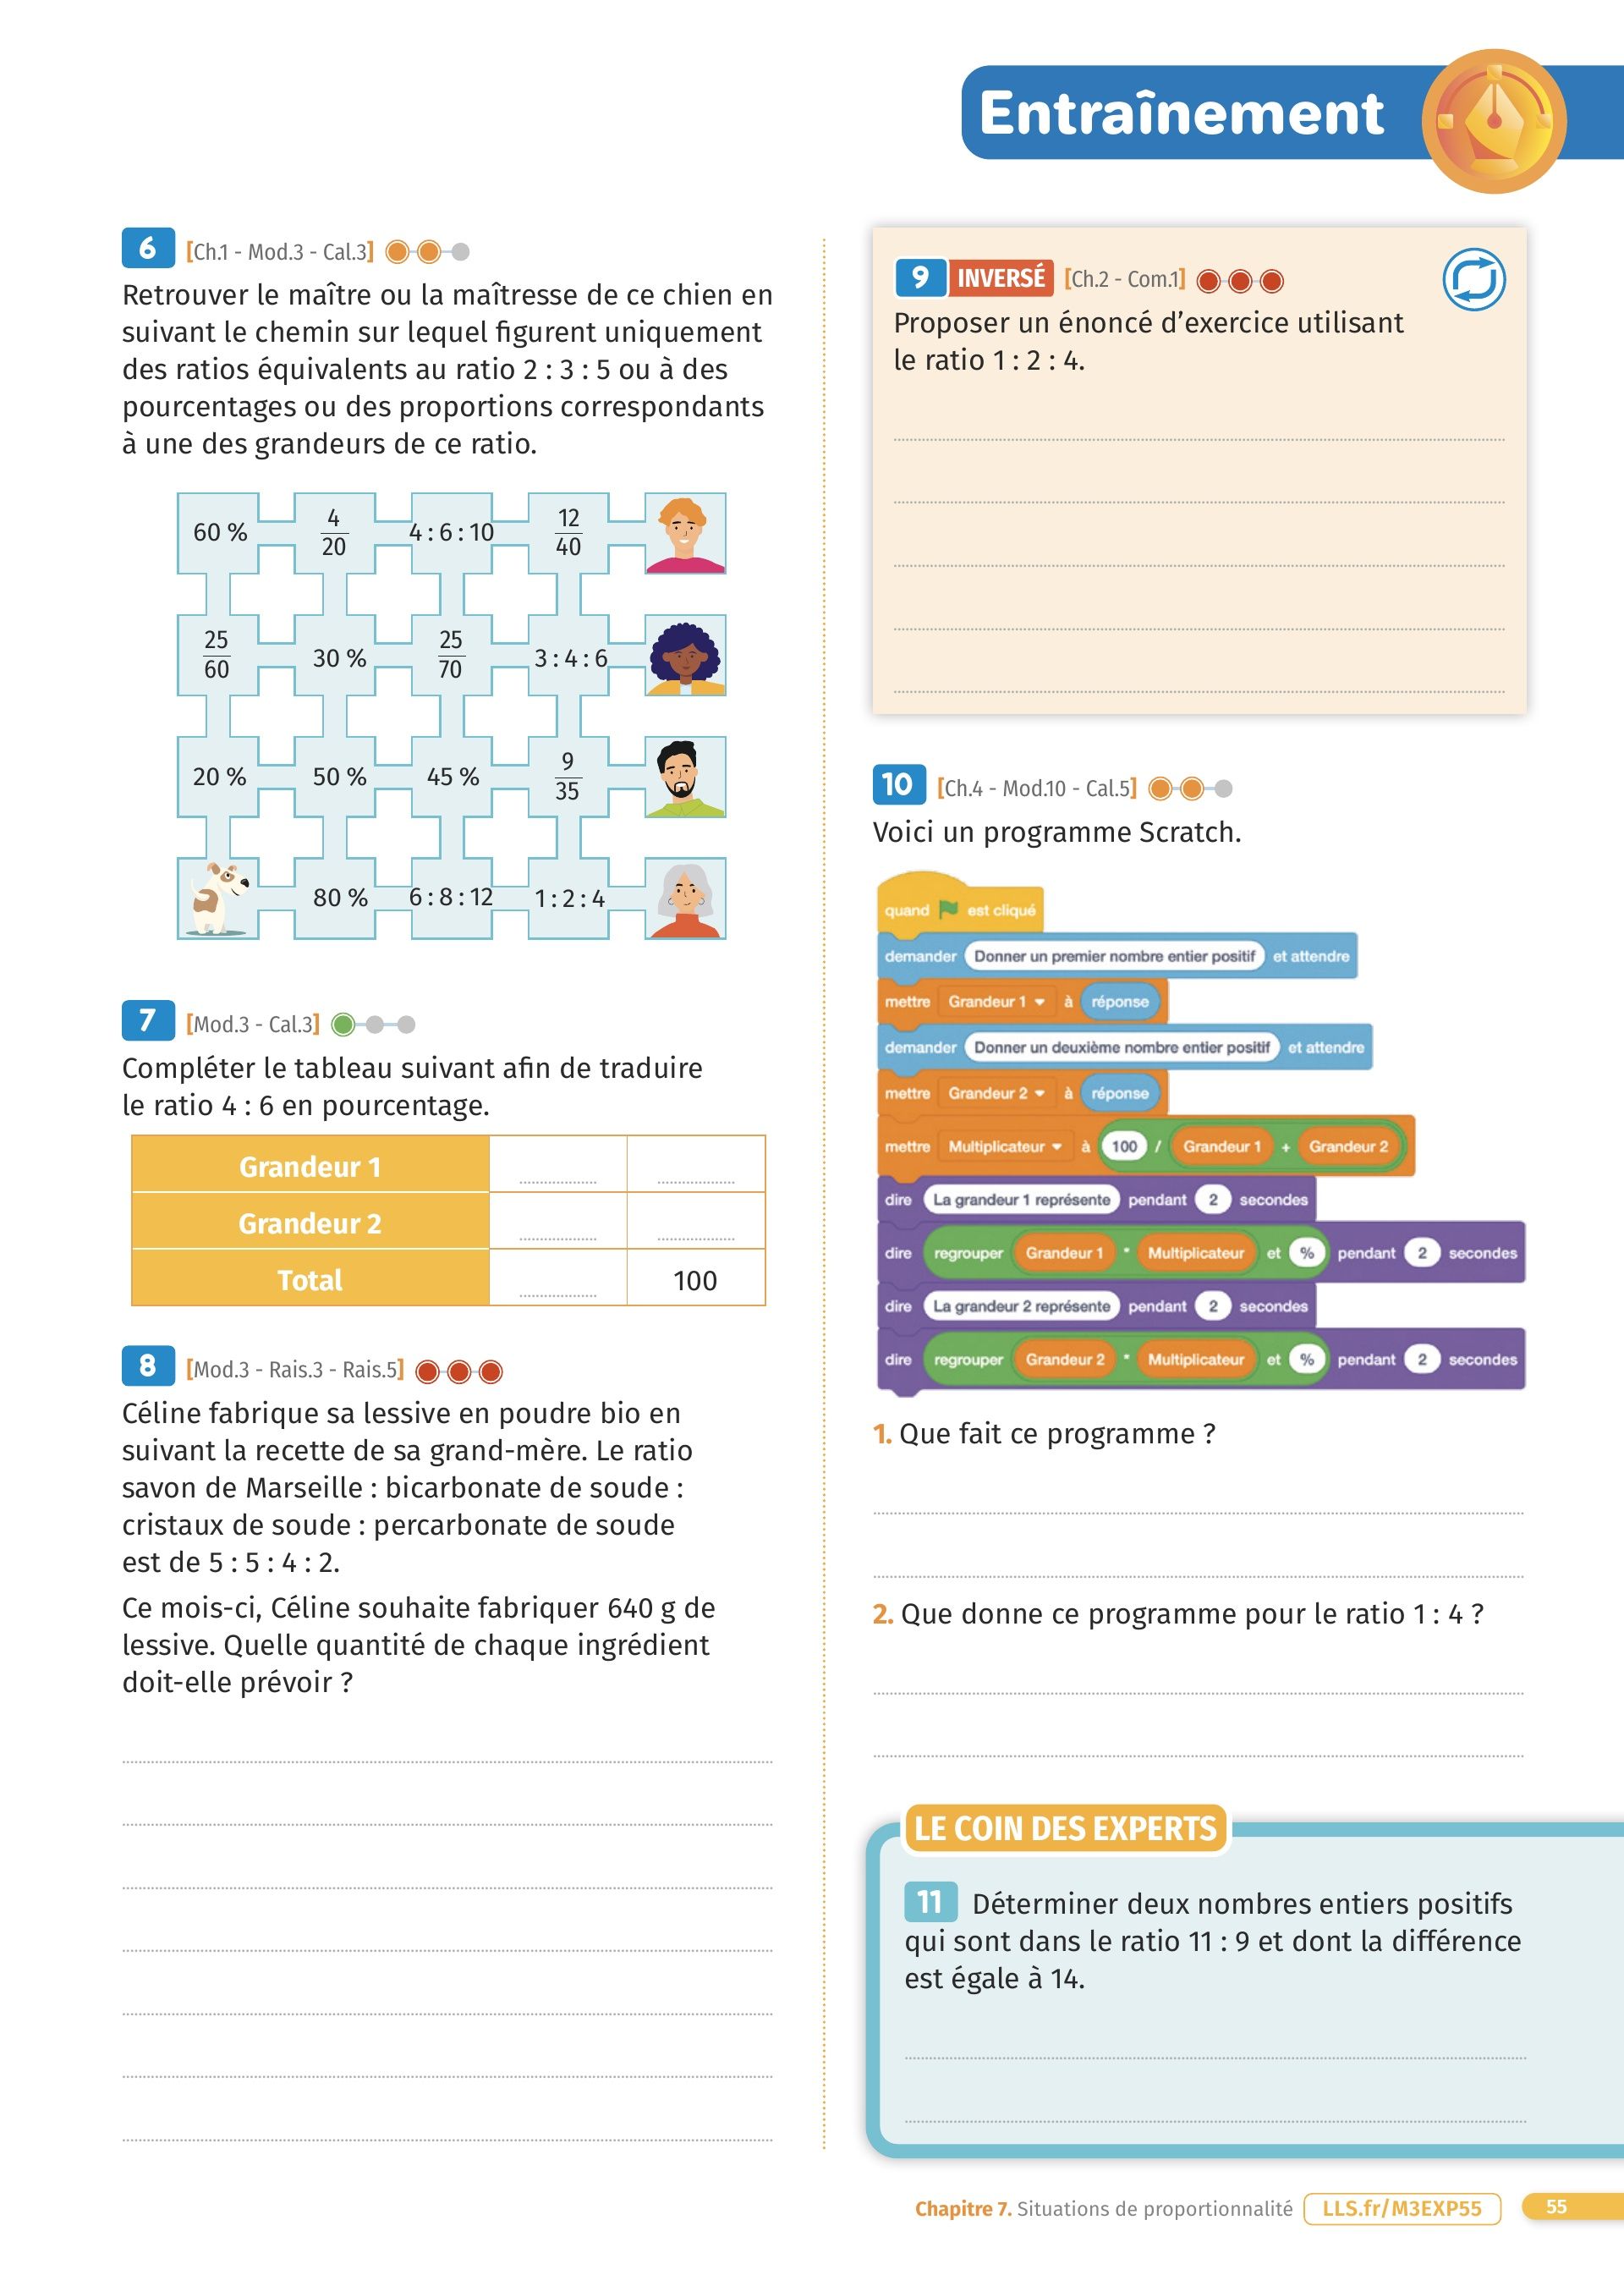 Entraînement
6 [Ch.1 - Mod.3 - Cal.3]
Retrouver le maître ou la maîtresse de ce chien en
suivant le chemin sur lequel figurent uniquement
des ratios équivalents au ratio 2 : 3 : 5 ou à des
pourcentages ou des proportions correspondants
à une des grandeurs de ce ratio.
60 % 4/20 4 : 6 : 10 12/40
25/60 30 % 25/70 3 : 4 : 6
20 % 50 % 45 % 9/35
80 % 6 : 8 : 12 1 : 2 : 4
7 [Mod.3 - Cal.3]
Compléter le tableau suivant afin de traduire
le ratio 4 : 6 en pourcentage.
Grandeur 1
Grandeur 2
Total 100
8 [Mod.3 - Rais.3 - Rais.5]
Céline fabrique sa lessive en poudre bio en
suivant la recette de sa grand-mère. Le ratio
savon de Marseille : bicarbonate de soude :
cristaux de soude : percarbonate de soude
est de 5 : 5 : 4 : 2.
Ce mois-ci, Céline souhaite fabriquer 640 g de
lessive. Quelle quantité de chaque ingrédient
doit-elle prévoir ?
9 INVERSÉ [Ch.2 - Com.1]
Proposer un énoncé d’exercice utilisant
le ratio 1 : 2 : 4.
10 [Ch.4 - Mod.10 - Cal.5]
Voici un programme Scratch.
quand est cliqué
demander Donner un premier nombre entier positif et attendre
mettre Grandeur 1 à réponse
demander Donner un deuxième nombre entier positif et attendre
mettre Grandeur 2 à réponse
mettre Multiplicateur à 100 / Grandeur 1 + Grandeur 2
dire La grandeur 1 représente pendant 2 secondes
dire regrouper Grandeur 1 * Multiplicateur et % pendant 2 secondes
dire La grandeur 2 représente pendant 2 secondes
dire regrouper Grandeur 2 * Multiplicateur et % pendant 2 secondes
1. Que fait ce programme ?
2. Que donne ce programme pour le ratio 1 : 4 ?
LE COIN DES EXPERTS
11 Déterminer deux nombres entiers positifs
qui sont dans le ratio 11 : 9 et dont la différence
est égale à 14.
Chapitre 7. Situations de proportionnalité LLS.fr/M3EXP55 55